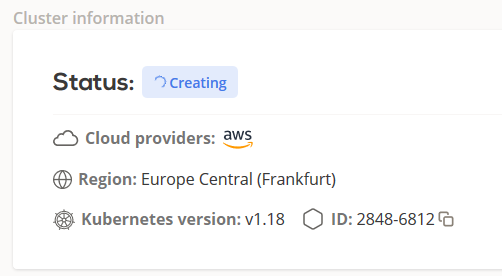 Cluster information
Status: Creating
Cloud providers: aws
Region: Europe Central (Frankfurt)
Kubernetes version: v1.18 ID: 2848-6812